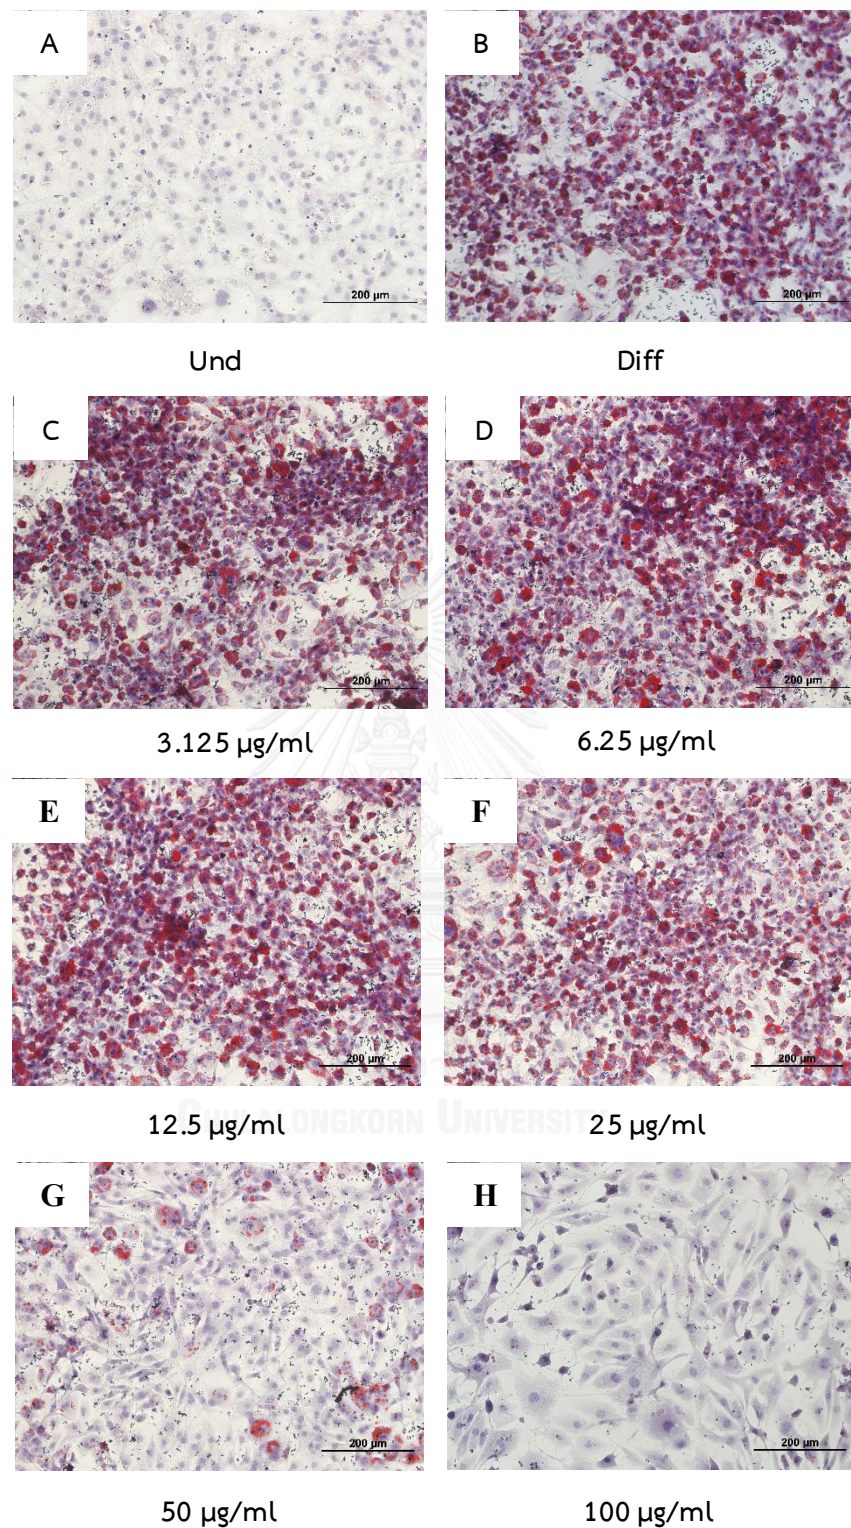 A
B
200 µm
200 µm
Und
Diff
C
D
200 µm
200 µm
3.125 µg/ml
6.25 µg/ml
E
F
200 µm
200 µm
12.5 µg/ml
25 µg/ml
CHULALONGKORN UNIVERSITY
G
H
200 µm
200 µm
50 µg/ml
100 µg/ml